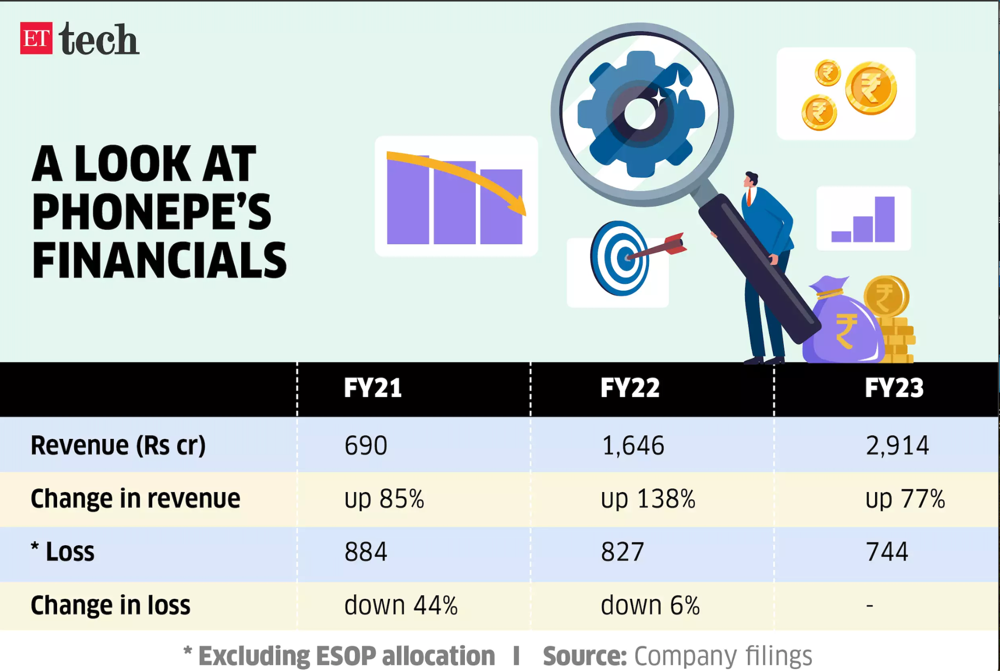 ET tech
A LOOK AT
PHONEPE’S
FINANCIALS
FY21 FY22 FY23
Revenue (Rs cr) 690 1,646 2,914
Change in revenue up 85% up 138% up 77%
* Loss 884 827 744
Change in loss down 44% down 6% -
* Excluding ESOP allocation I Source: Company filings